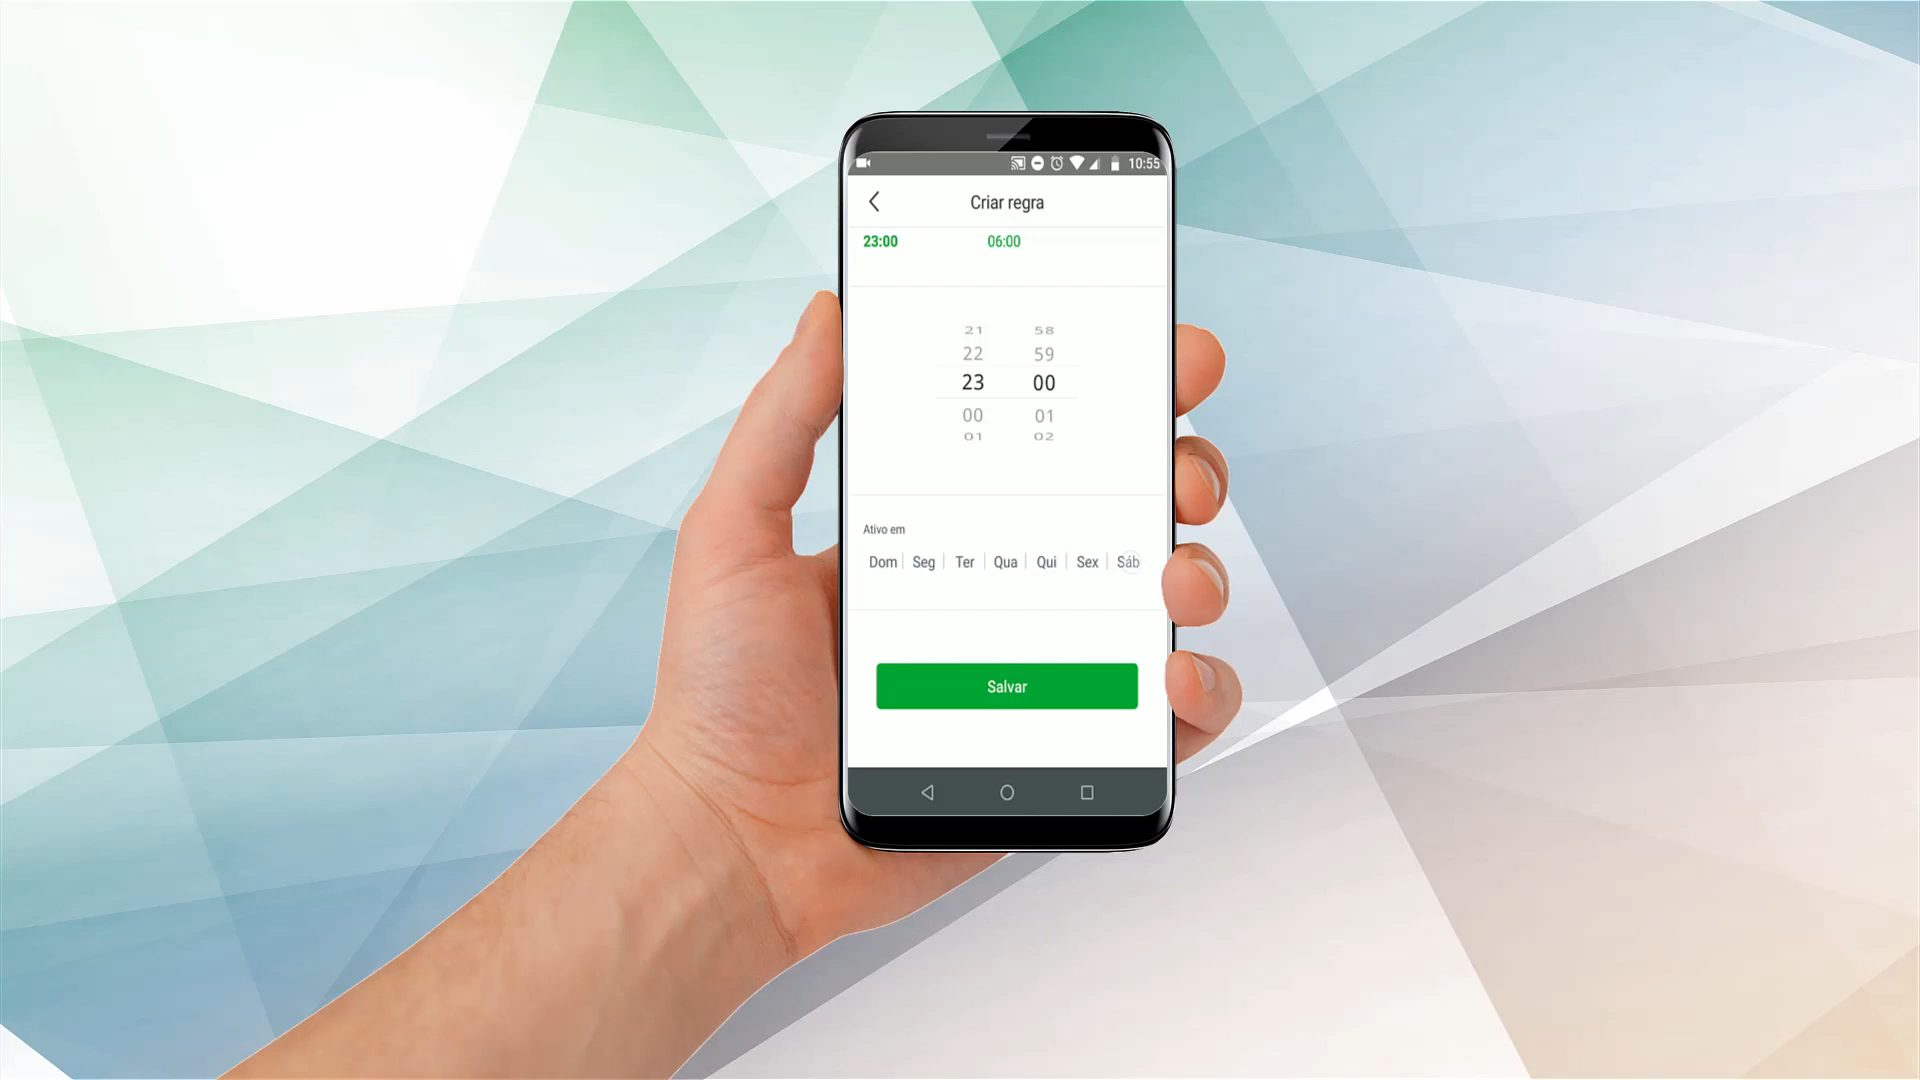 10:55
Criar regra
23:00 06:00
21 58
22 59
23 00
00 01
01 02
Ativo em
Dom Seg Ter Qua Qui Sex Sáb
Salvar